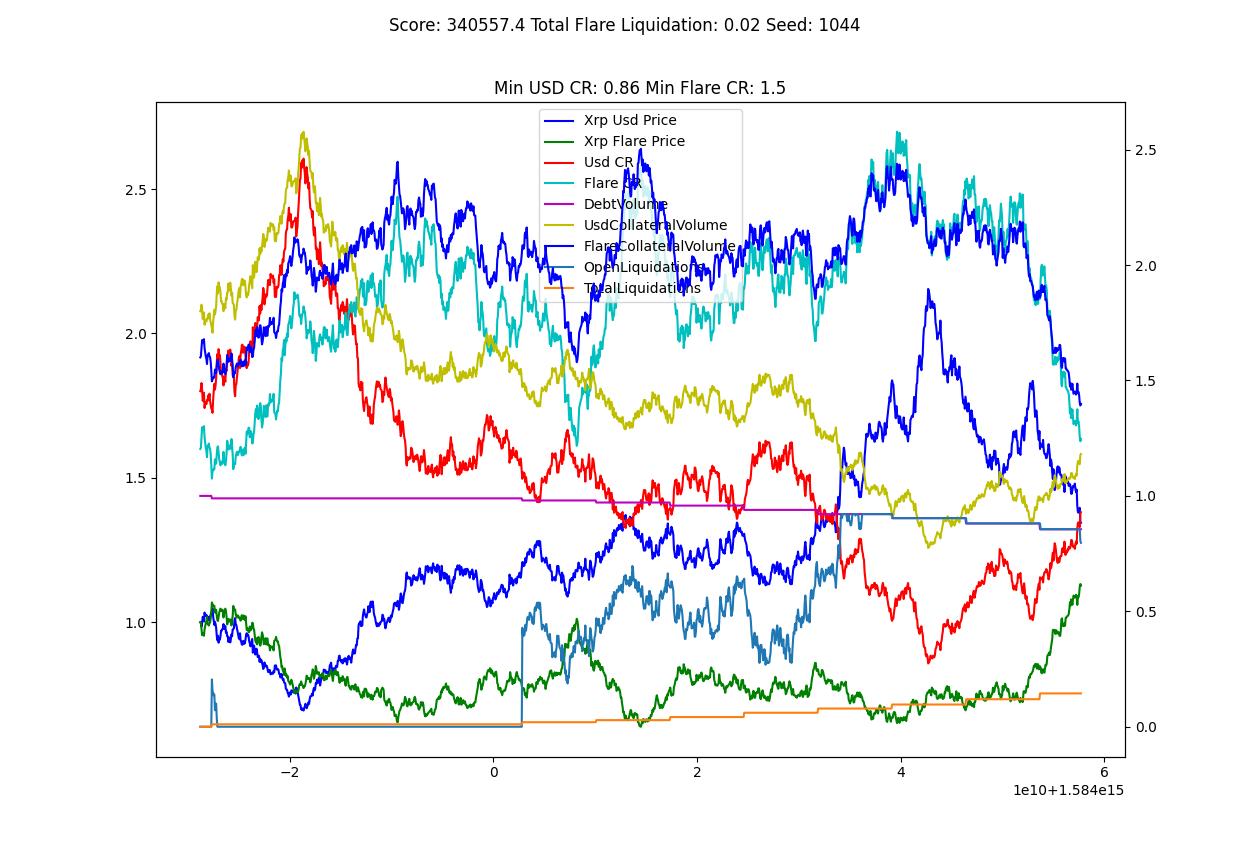 Score: 340557.4 Total Flare Liquidation: 0.02 Seed: 1044
Min USD CR: 0.86 Min Flare CR: 1.5
Xrp Usd Price
Xrp Flare Price
Usd CR
Flare CR
DebtVolume
UsdCollateralVolume
FlareCollateralVolume
OpenLiquidations
TotalLiquidations
2.5
2.0
1.5
1.0
2.5
2.0
1.5
1.0
0.5
0.0
−2
0
2
4
6
1e10+1.584e15